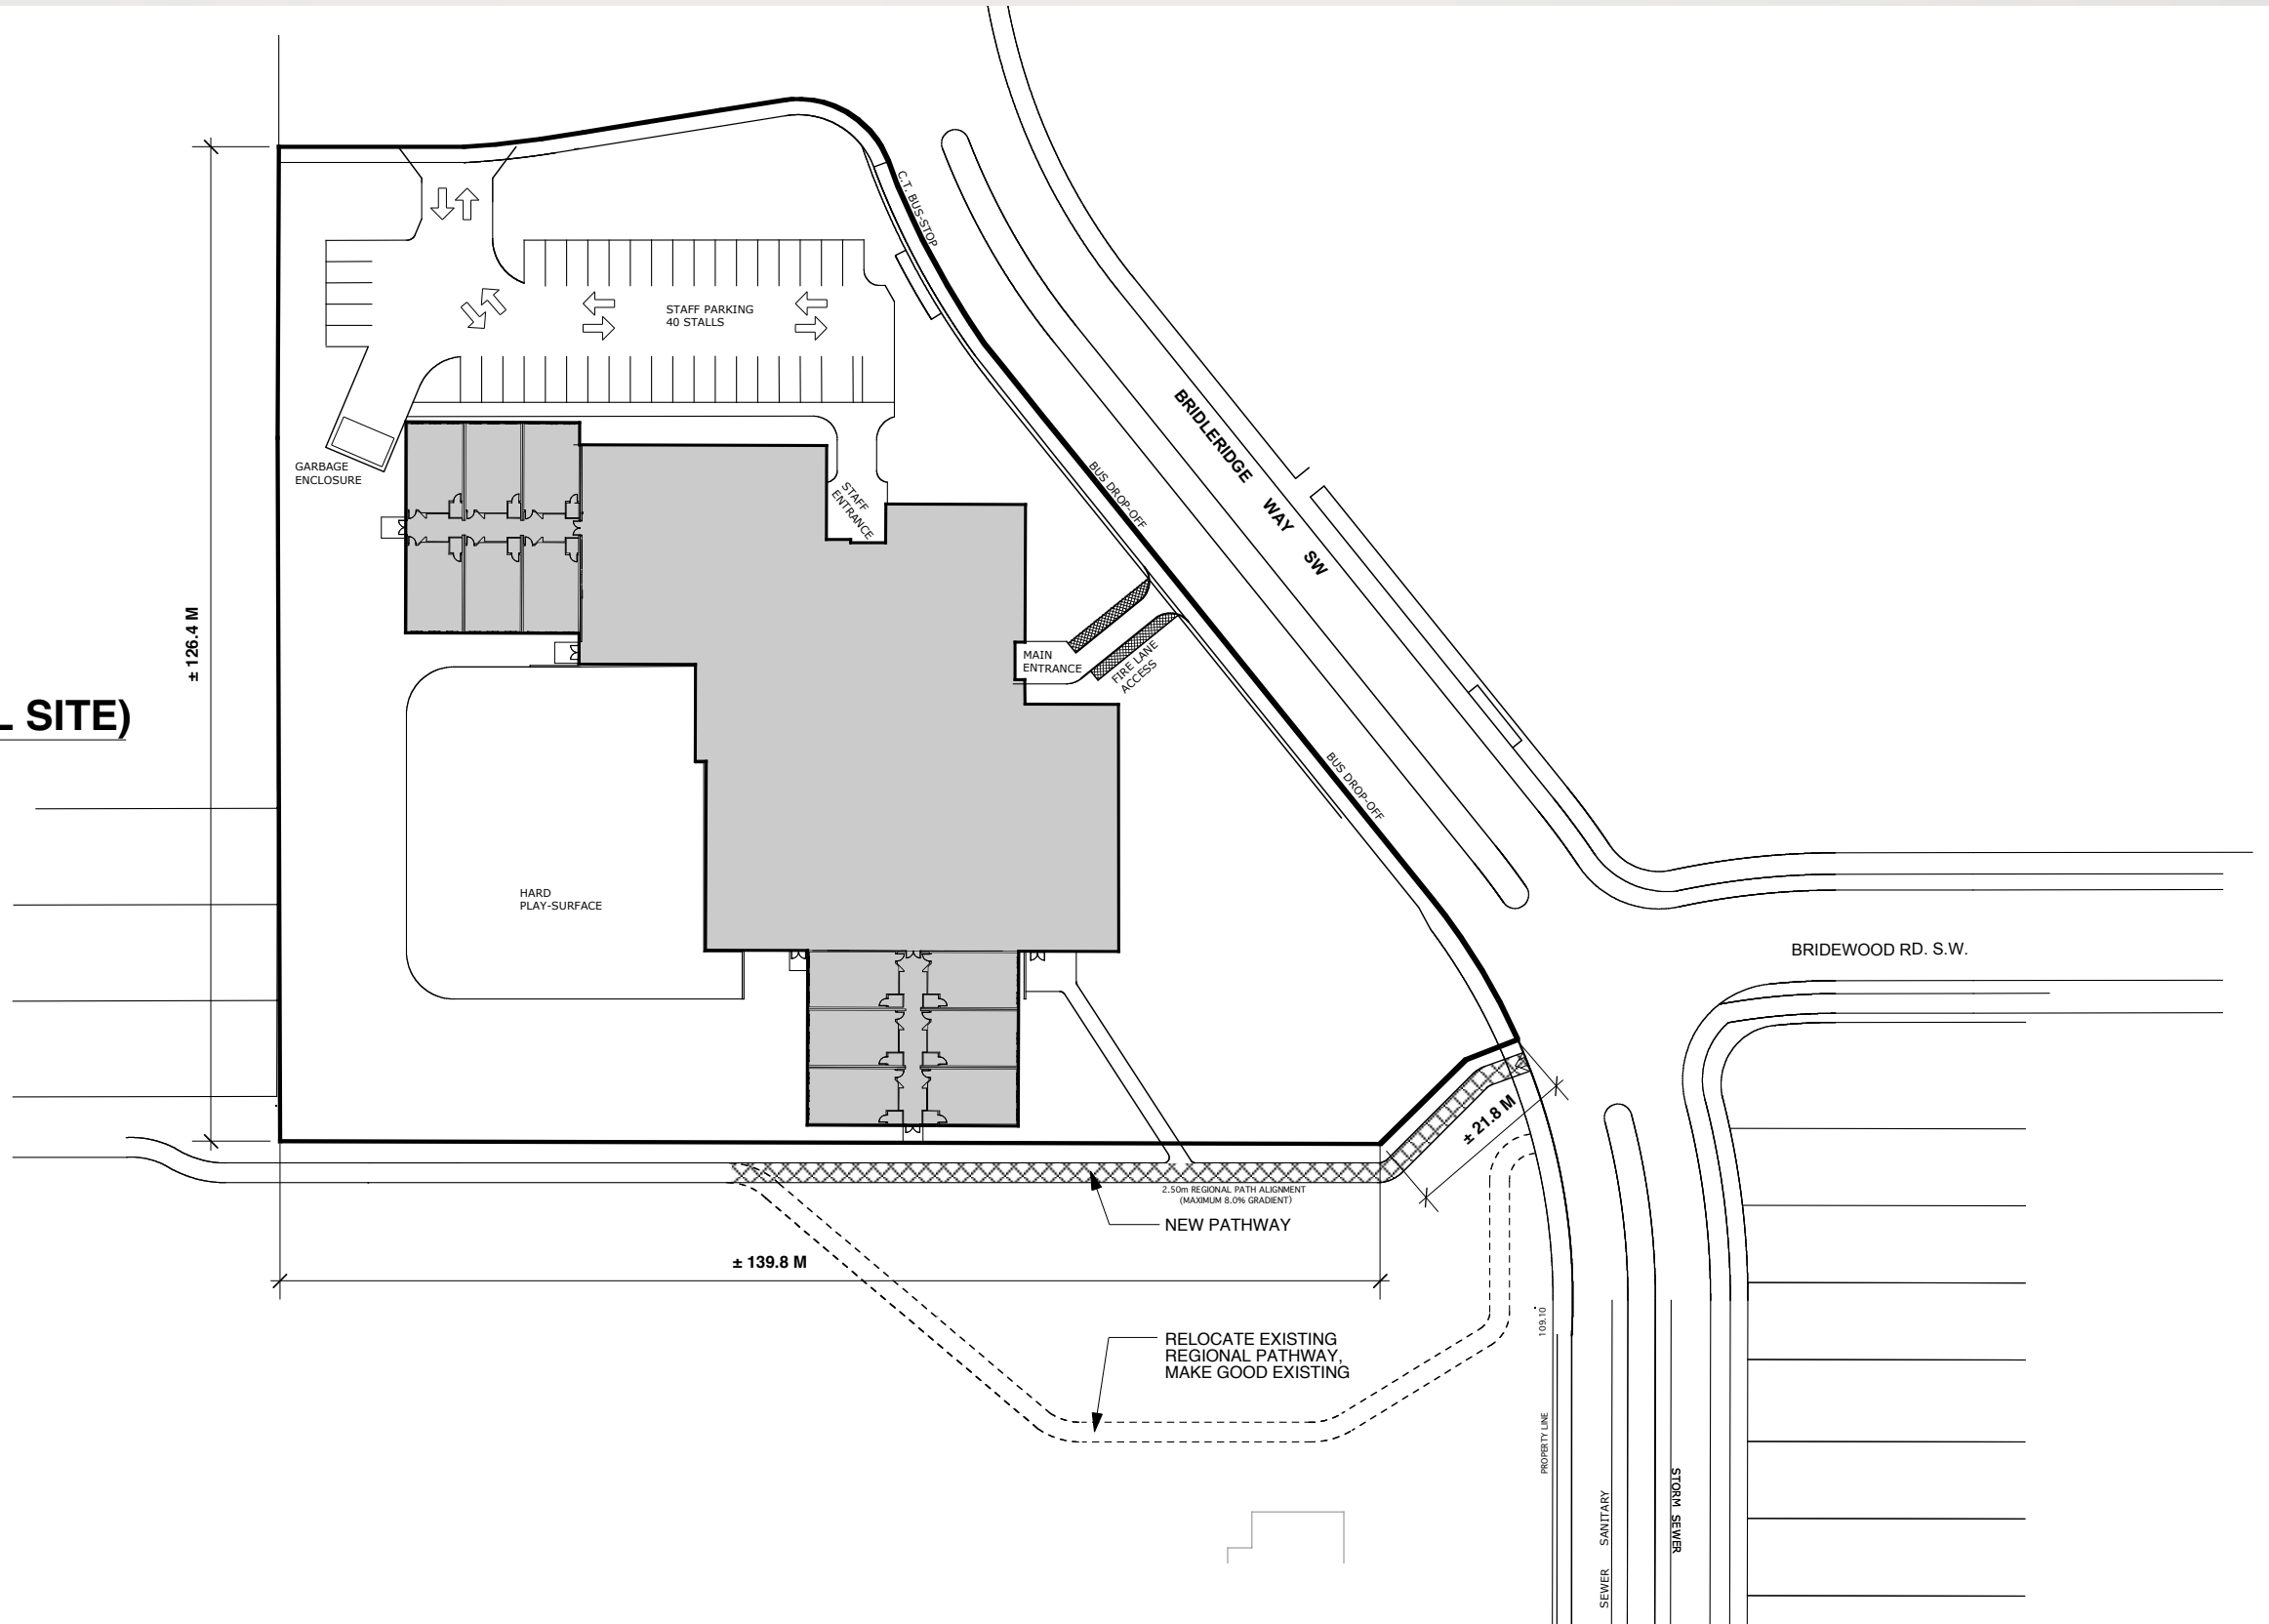 C.T. BUS-STOP
STAFF PARKING
40 STALLS
GARBAGE
ENCLOSURE
STAFF
ENTRANCE
BUS DROP-OFF
BRIDLERIDGE WAY SW
± 126.4 M
MAIN
ENTRANCE
FIRE LANE
ACCESS
L SITE)
BUS DROP-OFF
HARD
PLAY-SURFACE
BRIDEWOOD RD. S.W.
± 21.8 M
2.50m REGIONAL PATH ALIGNMENT
(MAXIMUM 8.0% GRADIENT)
NEW PATHWAY
± 139.8 M
RELOCATE EXISTING
REGIONAL PATHWAY,
MAKE GOOD EXISTING
109.10
PROPERTY LINE
SEWER SANITARY
STORM SEWER